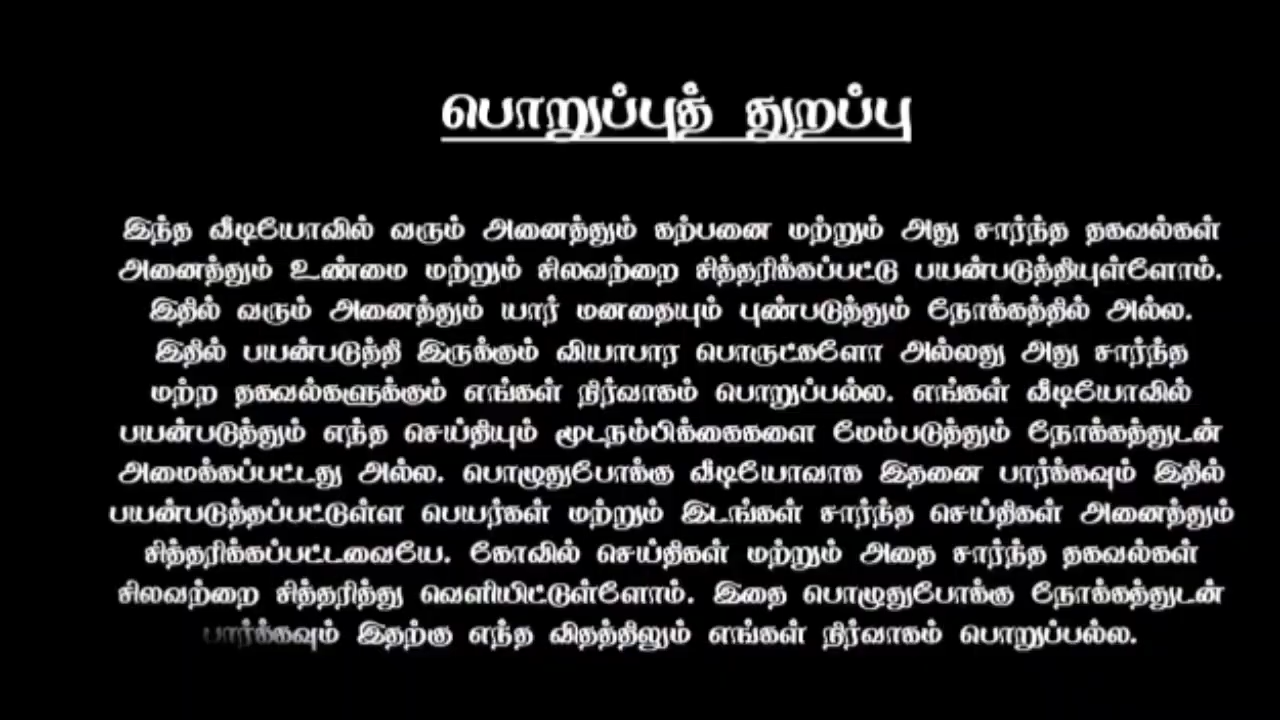 பொறுப்புத் துறப்பு
இந்த வீடியோவில் வரும் அனைத்தும் கற்பனை மற்றும் அது சார்ந்த தகவல்கள்
அனைத்தும் உண்மை மற்றும் சிலவற்றை சித்தரிக்கப்பட்டு பயன்படுத்தியுள்ளோம்.
இதில் வரும் அனைத்தும் யார் மனதையும் புண்படுத்தும் நோக்கத்தில் அல்ல.
இதில் பயன்படுத்தி இருக்கும் வியாபார பொருட்களோ அல்லது அது சார்ந்த
மற்ற தகவல்களுக்கும் எங்கள் நிர்வாகம் பொறுப்பல்ல. எங்கள் வீடியோவில்
பயன்படுத்தும் எந்த செய்தியும் மூடநம்பிக்கைகளை மேம்படுத்தும் நோக்கத்துடன்
அமைக்கப்பட்டது அல்ல. பொழுதுபோக்கு வீடியோவாக இதனை பார்க்கவும் இதில்
பயன்படுத்தப்பட்டுள்ள பெயர்கள் மற்றும் இடங்கள் சார்ந்த செய்திகள் அனைத்தும்
சித்தரிக்கப்பட்டவையே. கோவில் செய்திகள் மற்றும் அதை சார்ந்த தகவல்கள்
சிலவற்றை சித்தரித்து வெளியிட்டுள்ளோம். இதை பொழுதுபோக்கு நோக்கத்துடன்
பார்க்கவும் இதற்கு எந்த விதத்திலும் எங்கள் நிர்வாகம் பொறுப்பல்ல.